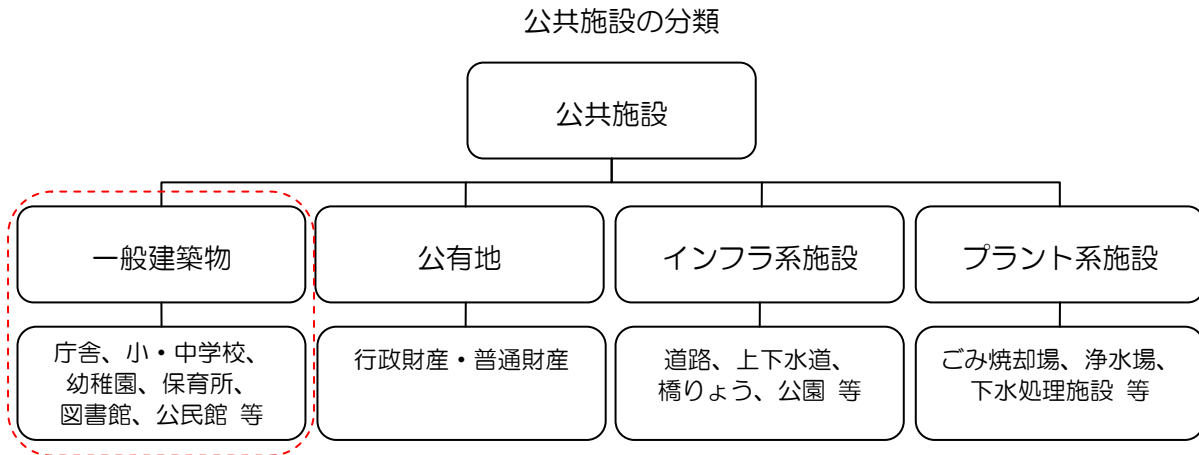 公共施設の分類
公共施設
一般建築物
公有地
インフラ系施設
プラント系施設
庁舎、小・中学校、
幼稚園、保育所、
図書館、公民館 等
行政財産・普通財産
道路、上下水道、
橋りょう、公園 等
ごみ焼却場、浄水場、
下水処理施設 等